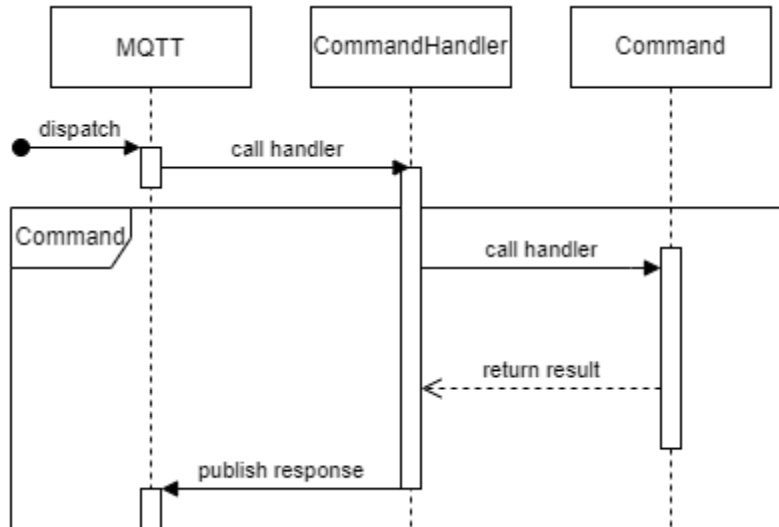 MQTT
CommandHandler
Command
dispatch
call handler
Command
call handler
return result
publish response